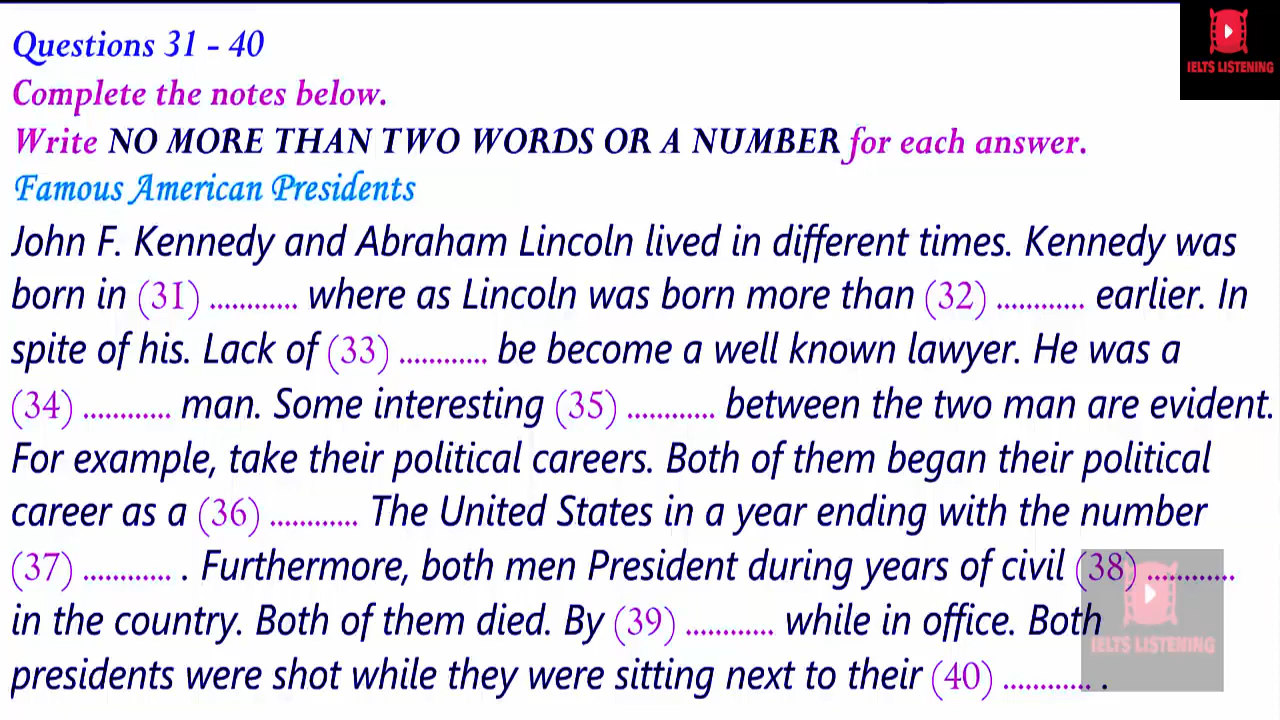 Questions 31 - 40
IELTS LISTENING
Complete the notes below.
Write NO MORE THAN TWO WORDS OR A NUMBER for each answer.
Famous American Presidents
John F. Kennedy and Abraham Lincoln lived in different times. Kennedy was
born in (31) ............ where as Lincoln was born more than (32) ............ earlier. In
spite of his. Lack of (33) ............ be become a well known lawyer. He was a
(34) ............ man. Some interesting (35) ............ between the two man are evident.
For example, take their political careers. Both of them began their political
career as a (36) ............ The United States in a year ending with the number
(37) ............ . Furthermore, both men President during years of civil (38) ............
in the country. Both of them died. By (39) ............ while in office. Both
IELTS LISTENING
presidents were shot while they were sitting next to their (40) ............ .